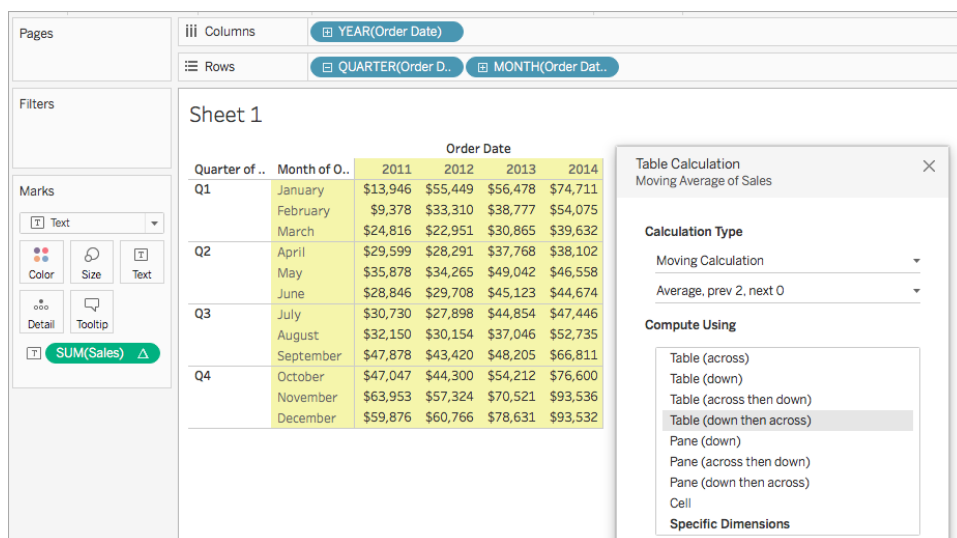 Pages
iii Columns
YEAR(Order Date)
Rows
QUARTER(Order D..
MONTH(Order Dat..
Filters
Marks
T Text
Color Size Text
Detail Tooltip
T SUM(Sales) Δ
Sheet 1
Order Date
Quarter of .. Month of O.. 2011 2012 2013 2014
Q1 January $13,946 $55,449 $56,478 $74,711
February $9,378 $33,310 $38,777 $54,075
March $24,816 $22,951 $30,865 $39,632
Q2 April $29,599 $28,291 $37,768 $38,102
May $35,878 $34,265 $49,042 $46,558
June $28,846 $29,708 $45,123 $44,674
Q3 July $30,730 $27,898 $44,854 $47,446
August $32,150 $30,154 $37,046 $52,735
September $47,878 $43,420 $48,205 $66,811
Q4 October $47,047 $44,300 $54,212 $76,600
November $63,953 $57,324 $70,521 $93,536
December $59,876 $60,766 $78,631 $93,532
Table Calculation
Moving Average of Sales
Calculation Type
Moving Calculation
Average, prev 2, next 0
Compute Using
Table (across)
Table (down)
Table (across then down)
Table (down then across)
Pane (down)
Pane (across then down)
Pane (down then across)
Cell
Specific Dimensions